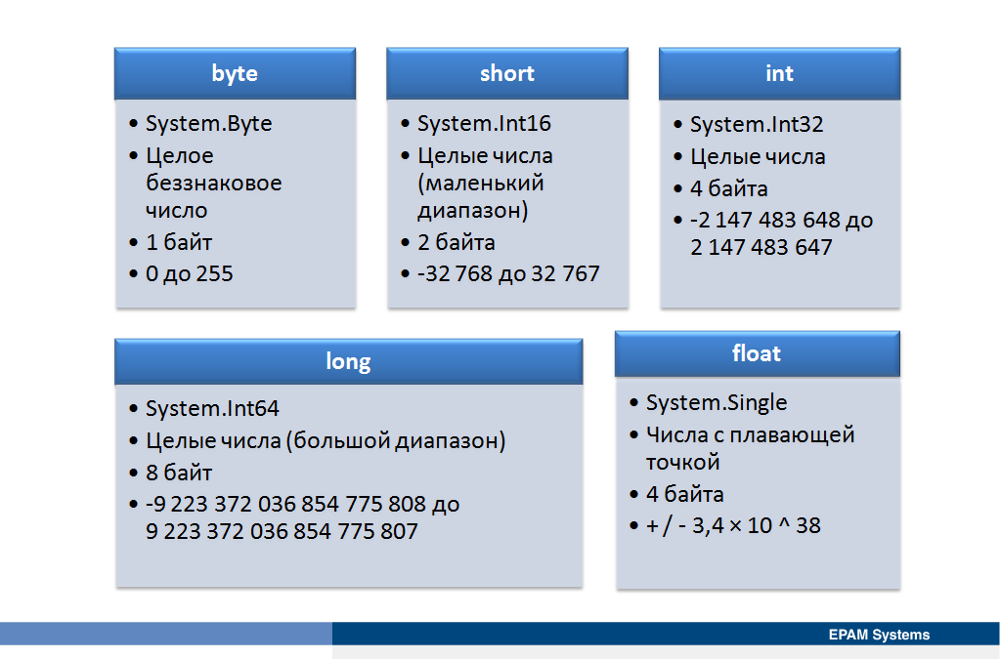 byte
• System.Byte
• Целое
беззнаковое
число
• 1 байт
• 0 до 255
short
• System.Int16
• Целые числа
(маленький
диапазон)
• 2 байта
• -32 768 до 32 767
int
• System.Int32
• Целые числа
• 4 байта
• -2 147 483 648 до
2 147 483 647
long
• System.Int64
• Целые числа (большой диапазон)
• 8 байт
• -9 223 372 036 854 775 808 до
9 223 372 036 854 775 807
float
• System.Single
• Числа с плавающей
точкой
• 4 байта
• + / - 3,4 × 10 ^ 38
EPAM Systems